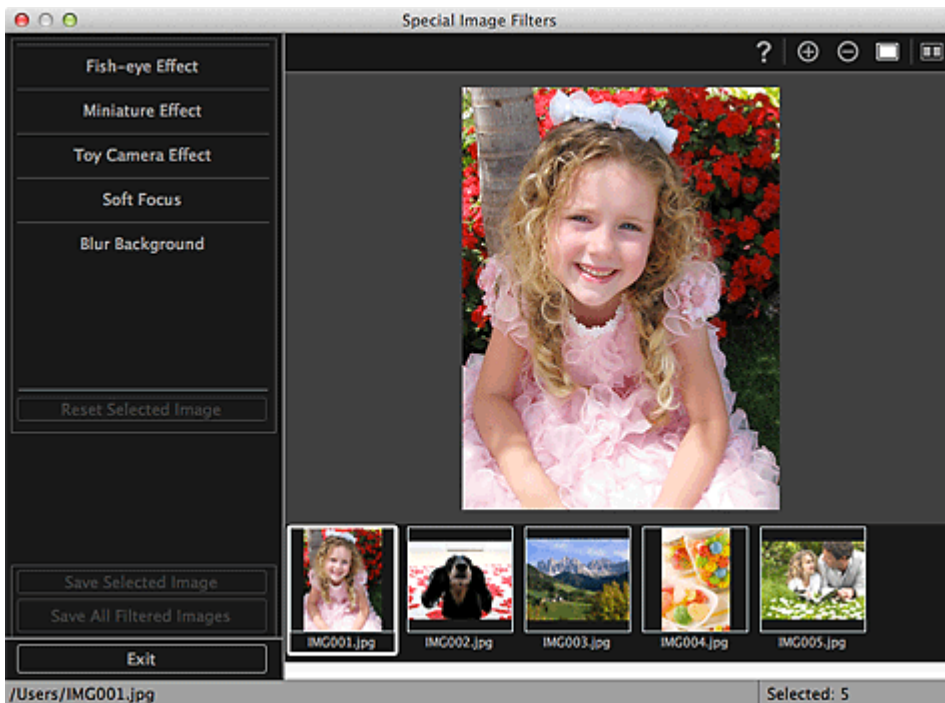 Special Image Filters
?
Fish-eye Effect
Miniature Effect
Toy Camera Effect
Soft Focus
Blur Background
Reset Selected Image
Save Selected Image
Save All Filtered Images
Exit
IMG001.jpg
IMG002.jpg
IMG003.jpg
IMG004.jpg
IMG005.jpg
/Users/IMG001.jpg
Selected: 5